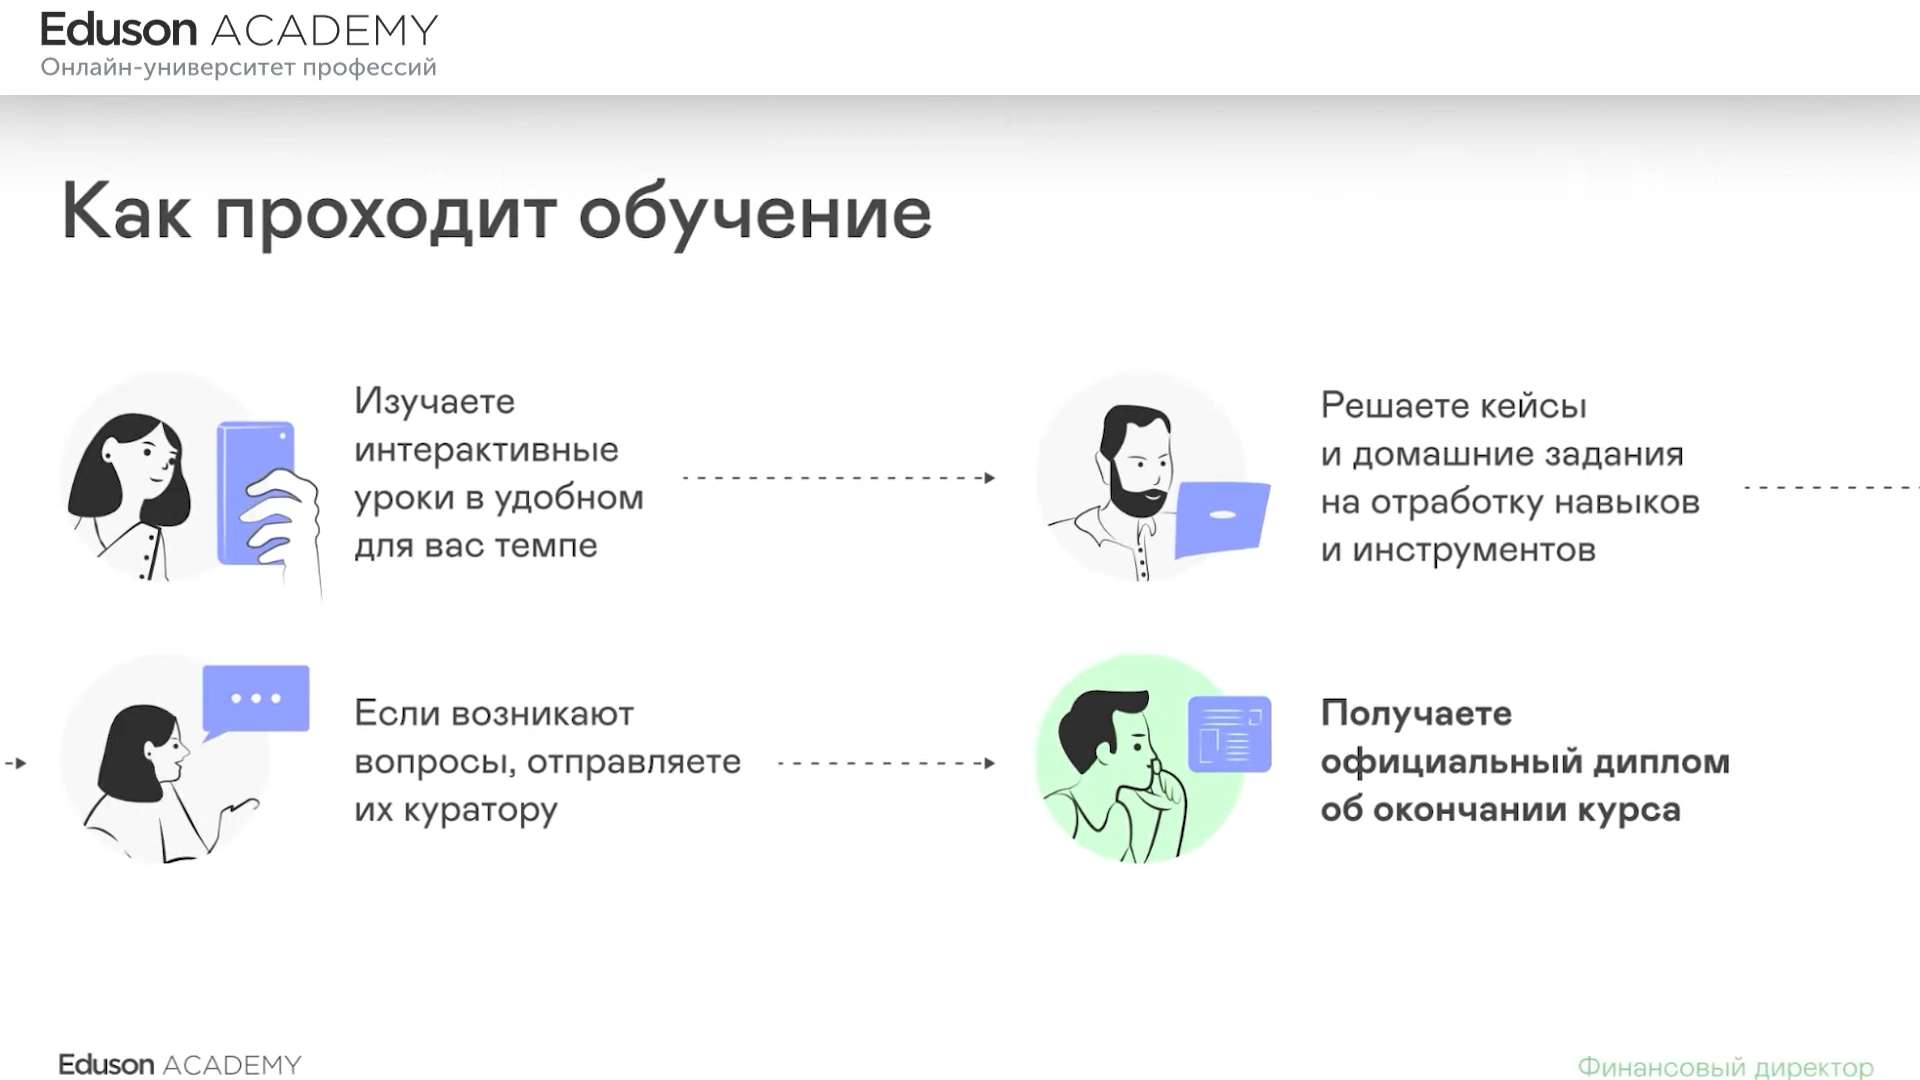 Eduson ACADEMY
Онлайн-университет профессий
Как проходит обучение
Изучаете
интерактивные
уроки в удобном
для вас темпе
Решаете кейсы
и домашние задания
на отработку навыков
и инструментов
Если возникают
вопросы, отправляете
их куратору
Получаете
официальный диплом
об окончании курса
Eduson ACADEMY
Финансовый директор